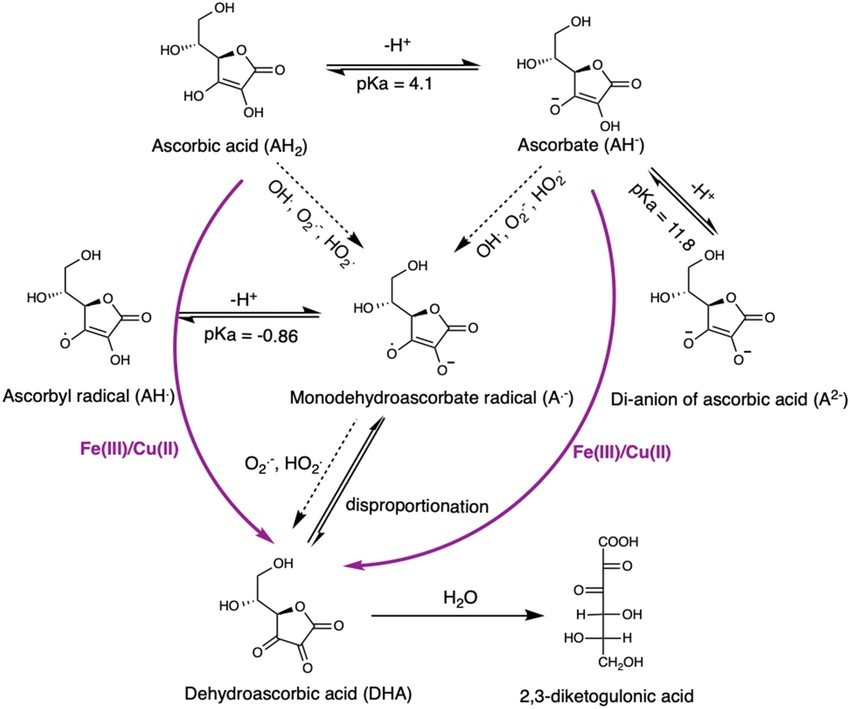 OH
HO
O
O
HO
OH
Ascorbic acid (AH2)
-H+
pKa = 4.1
OH
HO
O
O
−
O
OH
Ascorbate (AH-)
OH·, O2·-, HO2·
OH·, O2·-, HO2·
-H+
pKa = 11.8
OH
HO
O
O
·
O
OH
Ascorbyl radical (AH·)
-H+
pKa = -0.86
OH
HO
O
O
·
O
O
−
Monodehydroascorbate radical (A·-)
OH
HO
O
O
−
O
O
−
Di-anion of ascorbic acid (A2-)
Fe(III)/Cu(II)
Fe(III)/Cu(II)
O2·-, HO2·
disproportionation
OH
HO
O
O
O
O
Dehydroascorbic acid (DHA)
H2O
COOH
O
O
H
OH
HO
H
CH2OH
2,3-diketogulonic acid